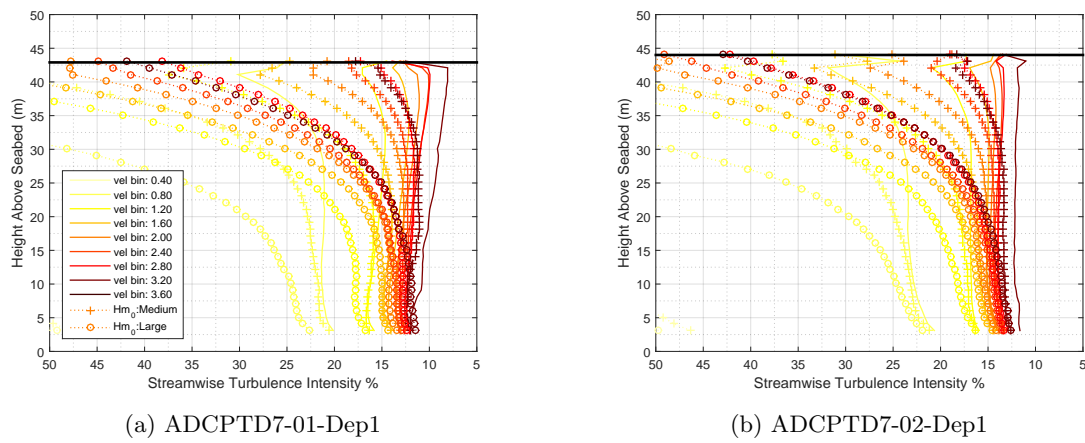 50
45
40
35
30
25
20
15
10
5
0
Height Above Seabed (m)
vel bin: 0.40
vel bin: 0.80
vel bin: 1.20
vel bin: 1.60
vel bin: 2.00
vel bin: 2.40
vel bin: 2.80
vel bin: 3.20
vel bin: 3.60
Hm0:Medium
Hm0:Large
50 45 40 35 30 25 20 15 10 5
Streamwise Turbulence Intensity %
(a) ADCPTD7-01-Dep1
50
45
40
35
30
25
20
15
10
5
0
Height Above Seabed (m)
50 45 40 35 30 25 20 15 10 5
Streamwise Turbulence Intensity %
(b) ADCPTD7-02-Dep1